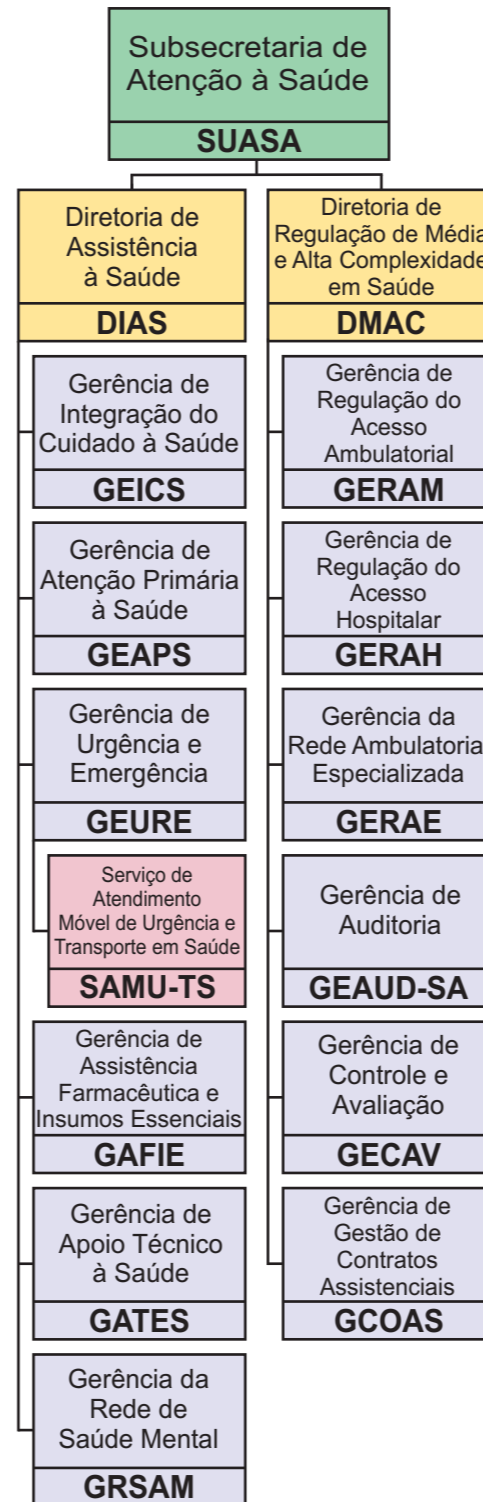 Subsecretaria de
Atenção à Saúde
SUASA
Diretoria de
Assistência
à Saúde
DIAS
Gerência de
Integração do
Cuidado à Saúde
GEICS
Gerência de
Atenção Primária
à Saúde
GEAPS
Gerência de
Urgência e
Emergência
GEURE
Serviço de
Atendimento
Móvel de Urgência e
Transporte em Saúde
SAMU-TS
Gerência de
Assistência
Farmacêutica e
Insumos Essenciais
GAFIE
Gerência de
Apoio Técnico
à Saúde
GATES
Gerência da
Rede de
Saúde Mental
GRSAM
Diretoria de
Regulação de Média
e Alta Complexidade
em Saúde
DMAC
Gerência de
Regulação do
Acesso
Ambulatorial
GERAM
Gerência de
Regulação do
Acesso
Hospitalar
GERAH
Gerência da
Rede Ambulatorial
Especializada
GERAE
Gerência de
Auditoria
GEAUD-SA
Gerência de
Controle e
Avaliação
GECAV
Gerência de
Gestão de
Contratos
Assistenciais
GCOAS